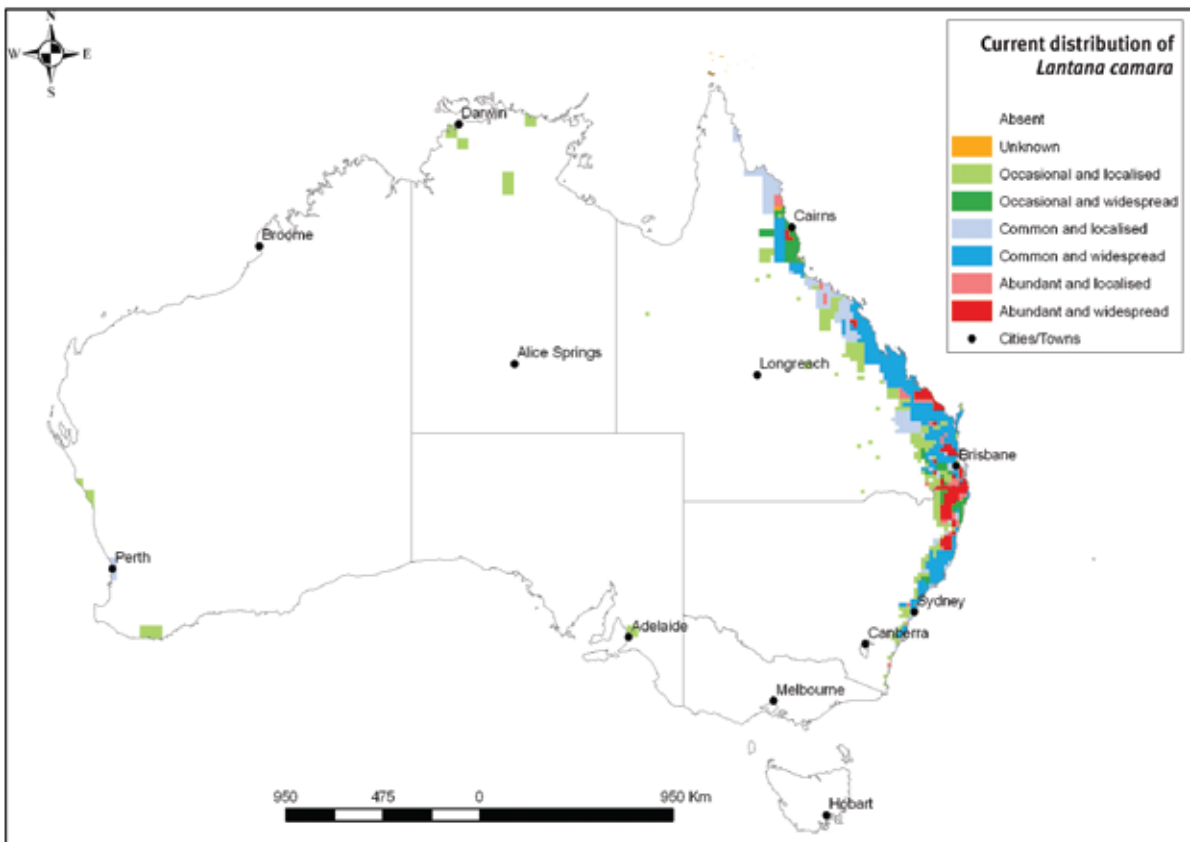 N
W
E
S
Current distribution of
Lantana camara
Absent
Unknown
Occasional and localised
Occasional and widespread
Common and localised
Common and widespread
Abundant and localised
Abundant and widespread
Cities/Towns
Darwin
Cairns
Broome
Alice Springs
Longreach
Brisbane
Perth
Sydney
Adelaide
Canberra
Melbourne
Hobart
950 475 0 950 Km